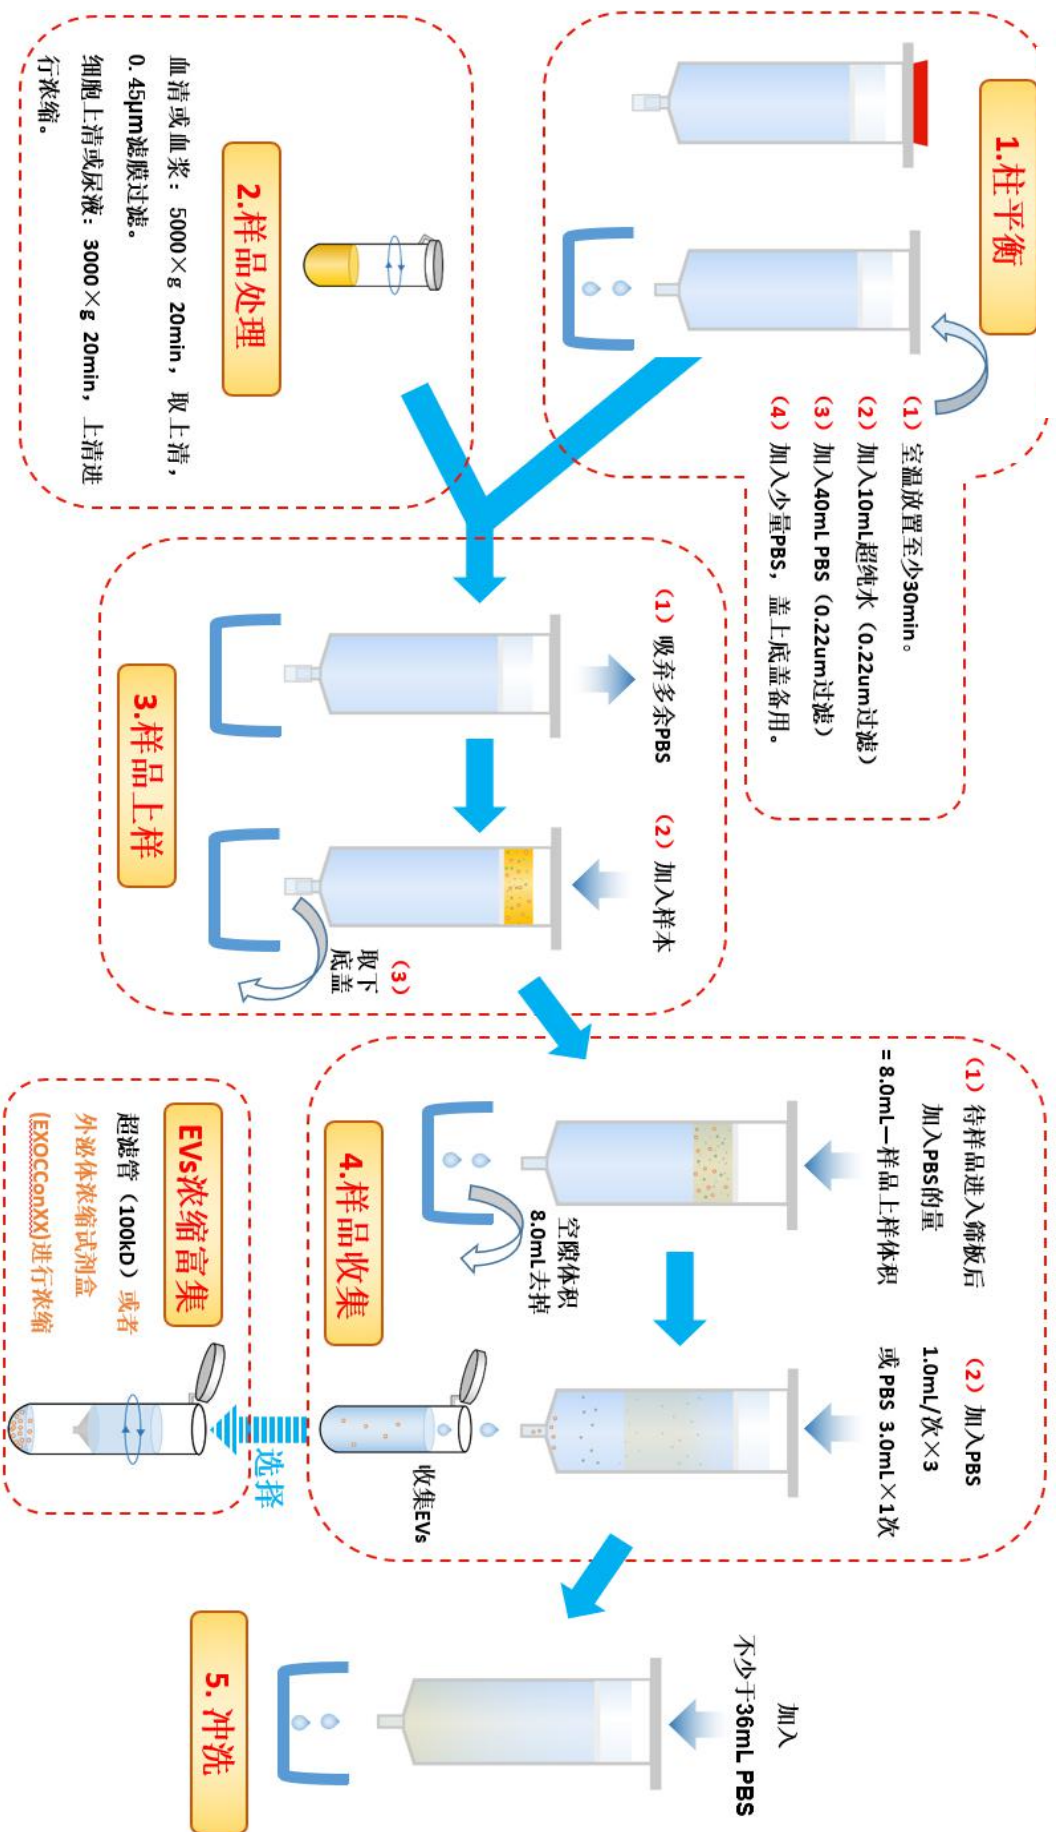 1.柱平衡
（1）室温放置至少30min。
（2）加入10mL超纯水（0.22um过滤）
（3）加入40mL PBS（0.22um过滤）
（4）加入少量PBS，盖上底盖备用。
2.样品处理
血清或血浆：5000×g 20min，取上清，
0.45μm滤膜过滤。
细胞上清或尿液：3000×g 20min，上清进
行浓缩。
3.样品上样
（1）吸弃多余PBS
（2）加入样本
（3）
取下
底盖
4.样品收集
（1）待样品进入筛板后
加入PBS的量
= 8.0mL—样品上样体积
空隙体积
8.0mL去掉
（2）加入PBS
1.0mL/次×3
或 PBS 3.0mL×1次
收集EVs
选择
EVs浓缩富集
超滤管（100kD）或者
外泌体浓缩试剂盒
(EXOCConXX)进行浓缩
5. 冲洗
加入
不少于36mL PBS